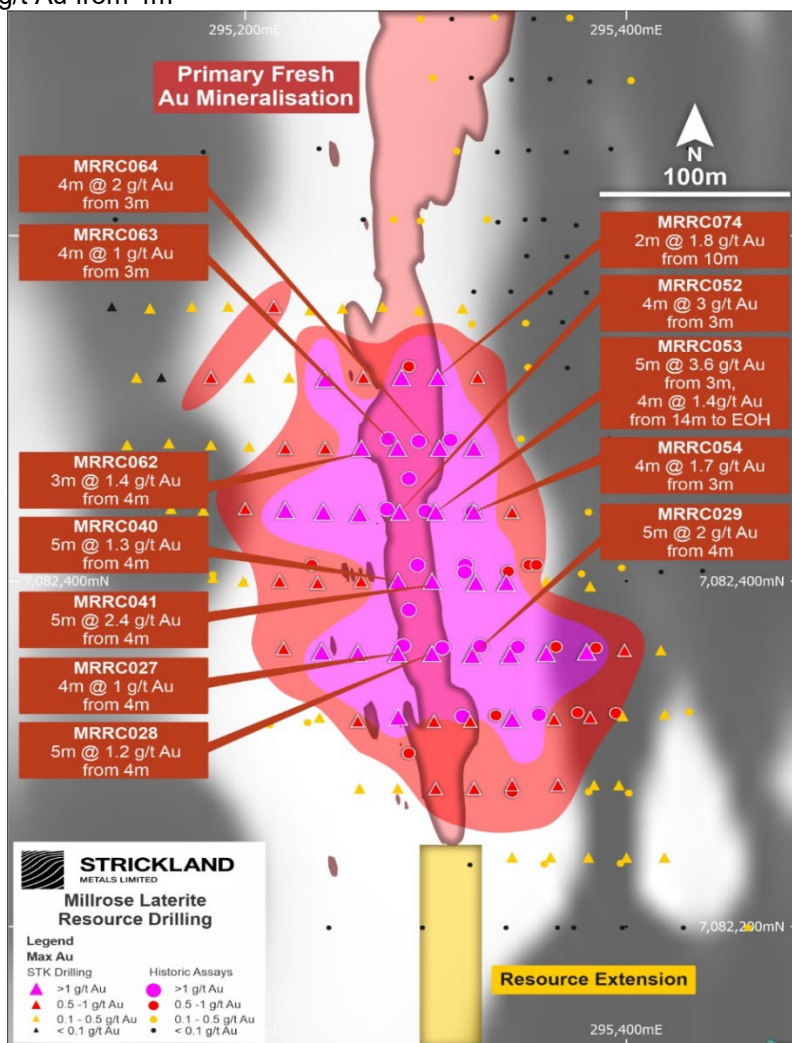 g/t Au from 4m
295,200mE
295,400mE
Primary Fresh
Au Mineralisation
N
100m
MRRC064
4m @ 2 g/t Au
from 3m
MRRC063
4m @ 1 g/t Au
from 3m
MRRC074
2m @ 1.8 g/t Au
from 10m
MRRC052
4m @ 3 g/t Au
from 3m
MRRC053
5m @ 3.6 g/t Au
from 3m,
4m @ 1.4g/t Au
from 14m to EOH
MRRC054
4m @ 1.7 g/t Au
from 3m
MRRC029
5m @ 2 g/t Au
from 4m
MRRC062
3m @ 1.4 g/t Au
from 4m
MRRC040
5m @ 1.3 g/t Au
from 4m
7,082,400mN
MRRC041
5m @ 2.4 g/t Au
from 4m
MRRC027
4m @ 1 g/t Au
from 4m
MRRC028
5m @ 1.2 g/t Au
from 4m
STRICKLAND
METALS LIMITED
Millrose Laterite
Resource Drilling
Legend
Max Au
STK Drilling
>1 g/t Au
0.5 -1 g/t Au
0.1 - 0.5 g/t Au
< 0.1 g/t Au
Historic Assays
>1 g/t Au
0.5 -1 g/t Au
0.1 - 0.5 g/t Au
< 0.1 g/t Au
7,082,200mN
Resource Extension
295,400mE